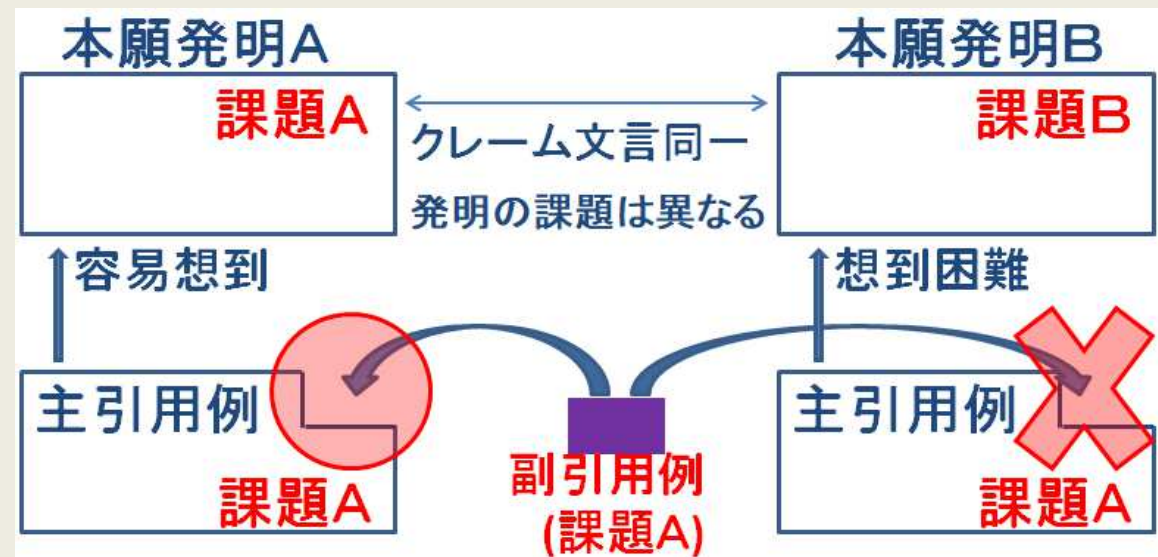 本願発明A
課題A
クレーム文言同一
発明の課題は異なる
本願発明B
課題B
容易想到
想到困難
主引用例
課題A
副引用例
(課題A)
主引用例
課題A